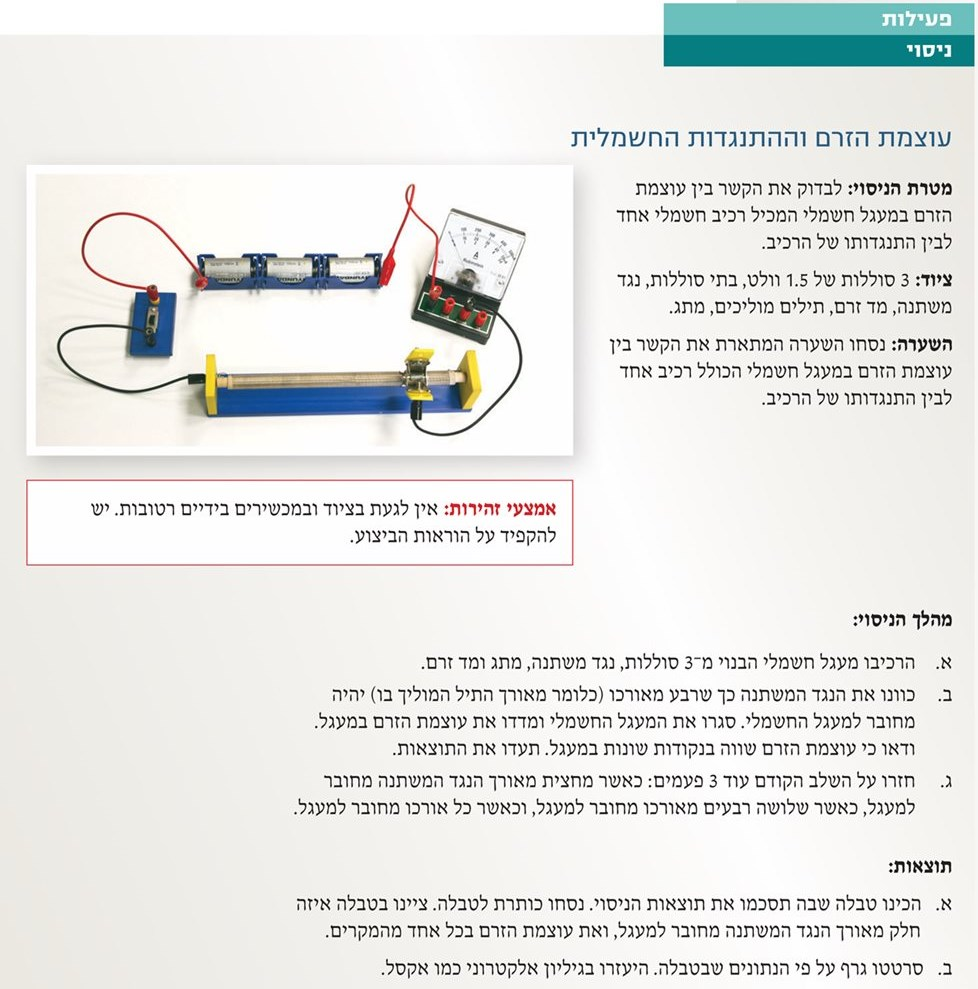 פעילות
ניסוי
עוצמת הזרם וההתנגדות החשמלית
מטרת הניסוי: לבדוק את הקשר בין עוצמת
הזרם במעגל חשמלי המכיל רכיב חשמלי אחד
לבין התנגדותו של הרכיב.
ציוד: 3 סוללות של 1.5 וולט, בתי סוללות, נגד
משתנה, מד זרם, תילים מוליכים, מתג.
השערה: נסחו השערה המתארת את הקשר בין
עוצמת הזרם במעגל חשמלי הכולל רכיב אחד
לבין התנגדותו של הרכיב.
A
אמצעי זהירות: אין לגעת בציוד ובמכשירים בידיים רטובות. יש
להקפיד על הוראות הביצוע.
מהלך הניסוי:
א. הרכיבו מעגל חשמלי הבנוי מ־3 סוללות, נגד משתנה, מתג ומד זרם.
ב. כוונו את הנגד המשתנה כך שרבע מאורכו (כלומר מאורך התיל המוליך בו) יהיה
מחובר למעגל החשמלי. סגרו את המעגל החשמלי ומדדו את עוצמת הזרם במעגל.
ודאו כי עוצמת הזרם שווה בנקודות שונות במעגל. תעדו את התוצאות.
ג. חזרו על השלב הקודם עוד 3 פעמים: כאשר מחצית מאורך הנגד המשתנה מחובר
למעגל, כאשר שלושה רבעים מאורכו מחובר למעגל, וכאשר כל אורכו מחובר למעגל.
תוצאות:
א. הכינו טבלה שבה תסכמו את תוצאות הניסוי. נסחו כותרת לטבלה. ציינו בטבלה איזה
חלק מאורך הנגד המשתנה מחובר למעגל, ואת עוצמת הזרם בכל אחד מהמקרים.
ב. סרטטו גרף על פי הנתונים שבטבלה. היעזרו בגיליון אלקטרוני כמו אקסל.